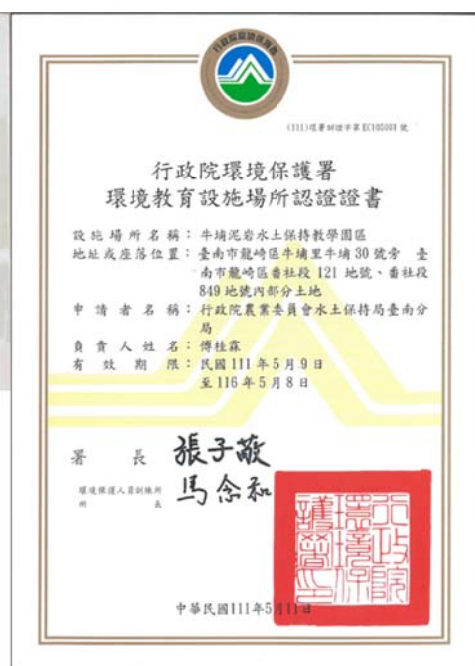 行政院環境保護署
(111)環署訓證字第EC105001號
行政院環境保護署
環境教育設施場所認證證書
設施場所名稱：牛埔泥岩水土保持教學園區
地址或座落位置：臺南市龍崎區牛埔里牛埔30號旁 臺
南市龍崎區番社段121地號、番社段
849地號內部分土地
申請者名稱：行政院農業委員會水土保持局臺南分
局
負責人姓名：傅桂霖
有效期限：民國111年5月9日
至116年5月8日
署長 張子敬
環境保護人員訓練所
所長 馬念和
行政院
環境保
護署印
中華民國111年5月11日